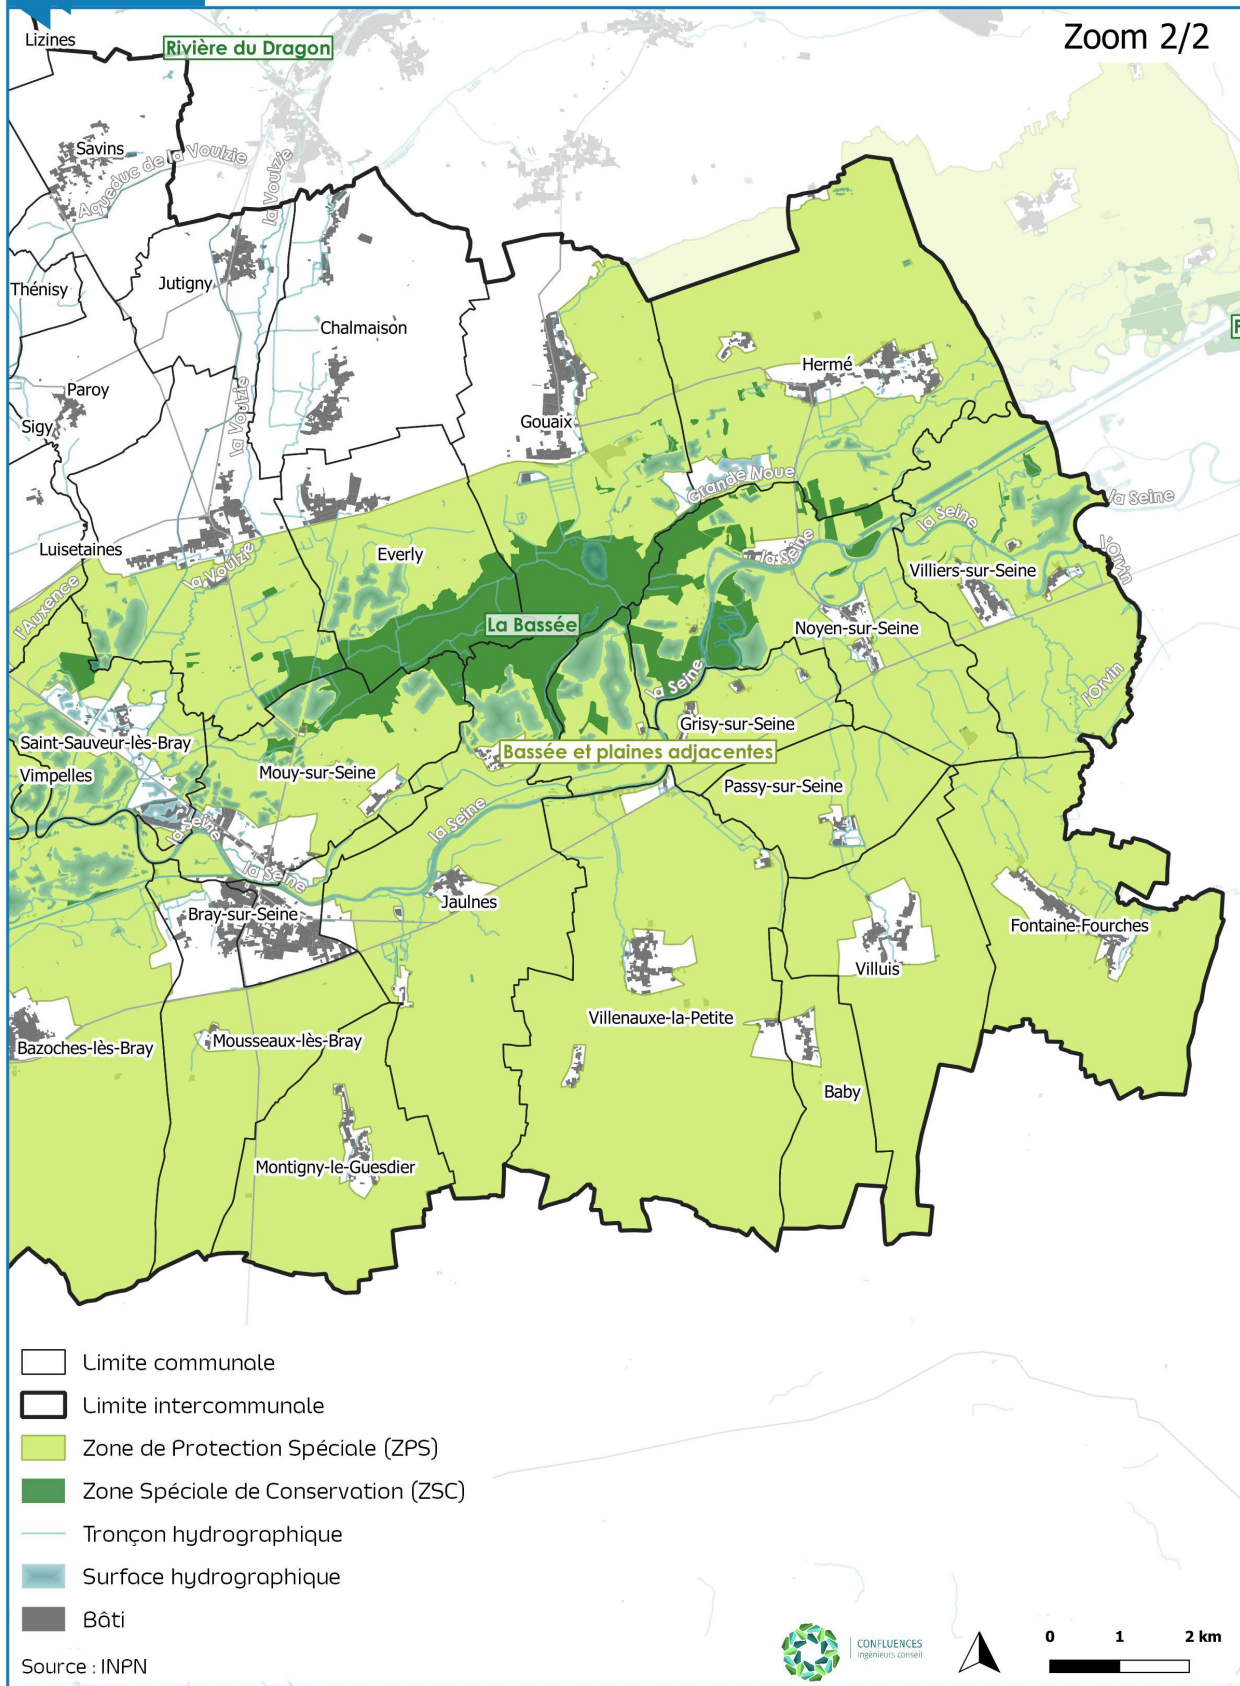 Zoom 2/2
Lizines
Rivière du Dragon
Savins
Aqueduc de la Voulzie
la Voulzie
Thénisy
Jutigny
Chalmaison
Hermé
Paroy
Sigy
la Voulzie
Gouaix
Grande Noue
la Seine
la Seine
la Seine
Luisetaines
Everly
la Voulzie
l'Auxence
Villiers-sur-Seine
l'Orvin
La Bassée
Noyen-sur-Seine
la Seine
l'Orvin
Grisy-sur-Seine
Saint-Sauveur-lès-Bray
Bassée et plaines adjacentes
Vimpelles
Mouy-sur-Seine
Passy-sur-Seine
la Seine
la Seine
la Seine
Jaulnes
Bray-sur-Seine
Fontaine-Fourches
Villuis
Villenauxe-la-Petite
Bazoches-lès-Bray
Mousseaux-lès-Bray
Baby
Montigny-le-Guesdier
Limite communale
Limite intercommunale
Zone de Protection Spéciale (ZPS)
Zone Spéciale de Conservation (ZSC)
Tronçon hydrographique
Surface hydrographique
Bâti
Source : INPN
CONFLUENCES
Ingénieurs conseil
0 1 2 km